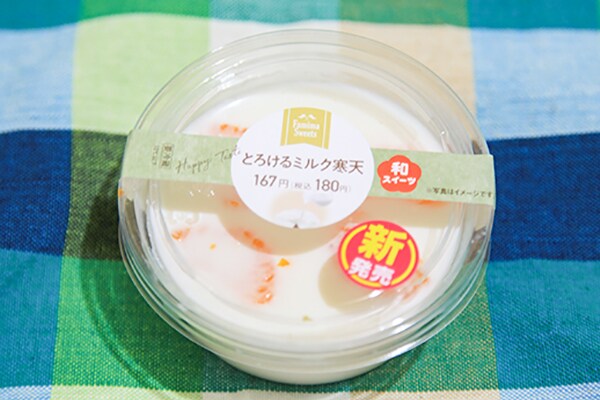 Famima
Sweets
Happy Time
とろけるミルク寒天
167円(税込180円)
和
スイーツ
※写真はイメージです
新
発売